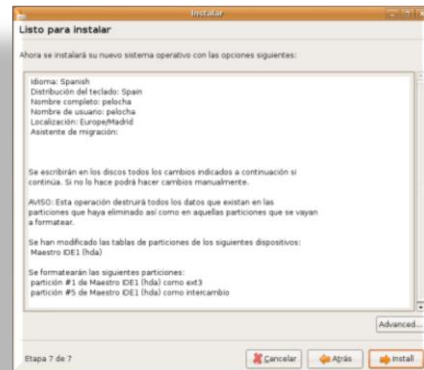 Instalar
Listo para instalar
Ahora se instalará su nuevo sistema operativo con las opciones siguientes:
Idioma: Spanish
Distribución del teclado: Spain
Nombre completo: pelocha
Nombre de usuario: pelocha
Localización: Europe/Madrid
Asistente de migración:
Se escribirán en los discos todos los cambios indicados a continuación si
continúa. Si no lo hace podrá hacer cambios manualmente.
AVISO: Esta operación destruirá todos los datos que existan en las
particiones que haya eliminado así como en aquellas particiones que se vayan
a formatear.
Se han modificado las tablas de particiones de los siguientes dispositivos:
Maestro IDE1 (hda)
Se formatearán las siguientes particiones:
partición #1 de Maestro IDE1 (hda) como ext3
partición #5 de Maestro IDE1 (hda) como intercambio
Advanced...
Etapa 7 de 7
Cancelar
Atrás
Install